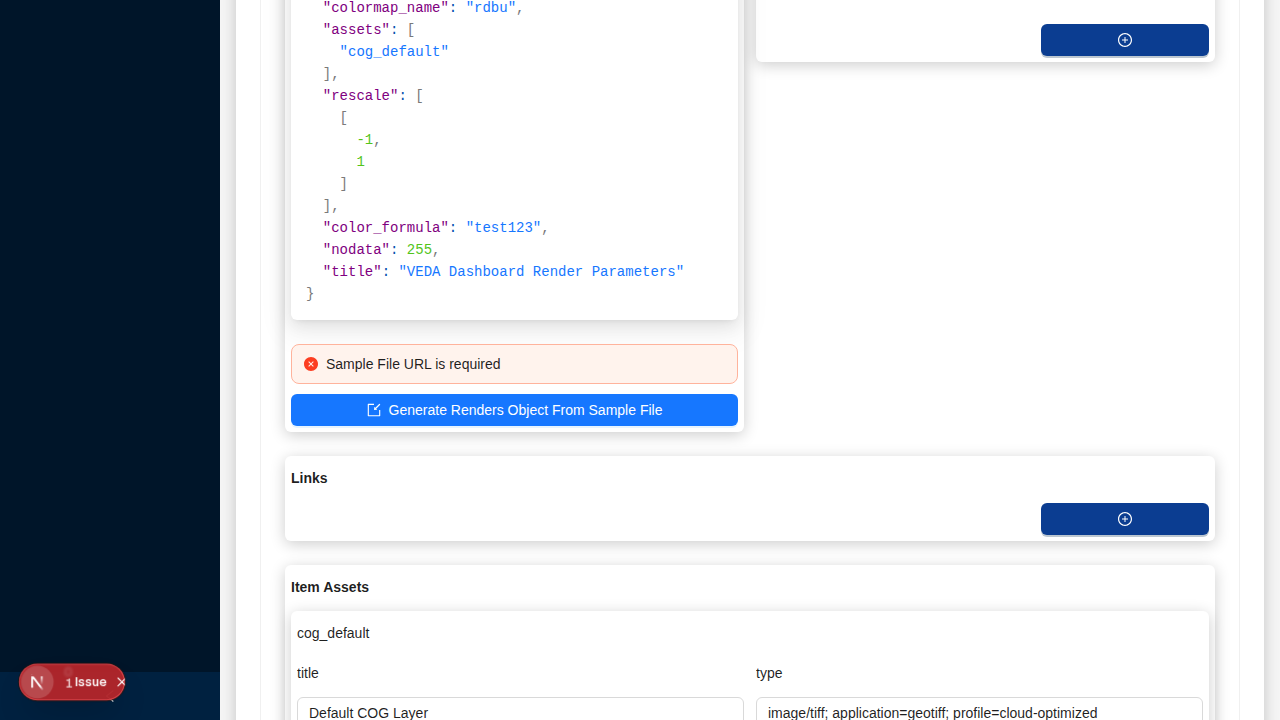 "colormap_name": "rdbu",
"assets": [
"cog_default"
],
"rescale": [
[
-1,
1
]
],
"color_formula": "test123",
"nodata": 255,
"title": "VEDA Dashboard Render Parameters"
}
Sample File URL is required
Generate Renders Object From Sample File
Links
Item Assets
cog_default
title
type
Default COG Layer
image/tiff; application=geotiff; profile=cloud-optimized
N
1 Issue